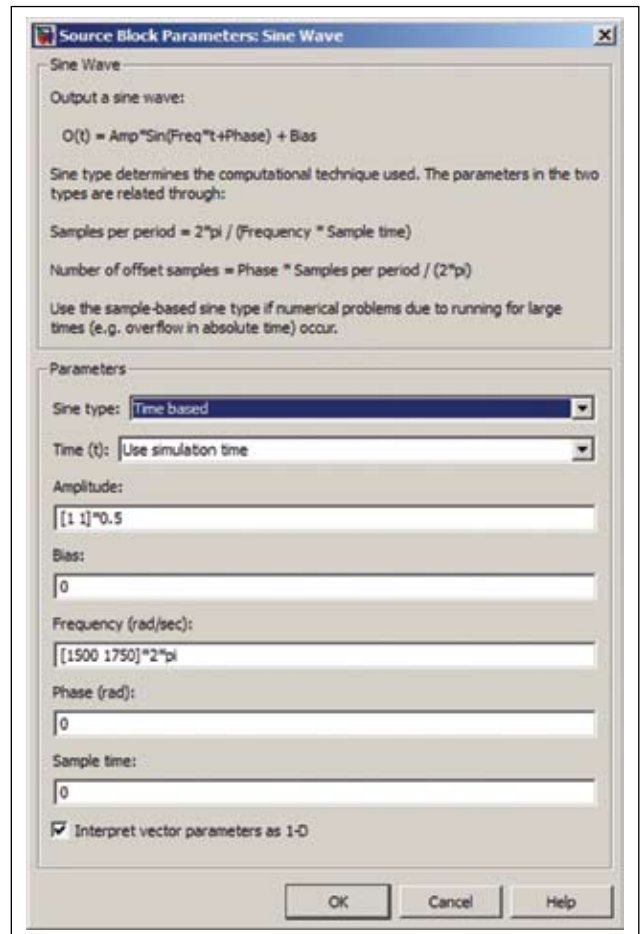 Source Block Parameters: Sine Wave
Sine Wave
Output a sine wave:
O(t) = Amp*Sin(Freq*t+Phase) + Bias
Sine type determines the computational technique used. The parameters in the two
types are related through:
Samples per period = 2*pi / (Frequency * Sample time)
Number of offset samples = Phase * Samples per period / (2*pi)
Use the sample-based sine type if numerical problems due to running for large
times (e.g. overflow in absolute time) occur.
Parameters
Sine type: Time based
Time (t): Use simulation time
Amplitude:
[1 1]*0.5
Bias:
0
Frequency (rad/sec):
[1500 1750]*2*pi
Phase (rad):
0
Sample time:
0
Interpret vector parameters as 1-D
OK Cancel Help